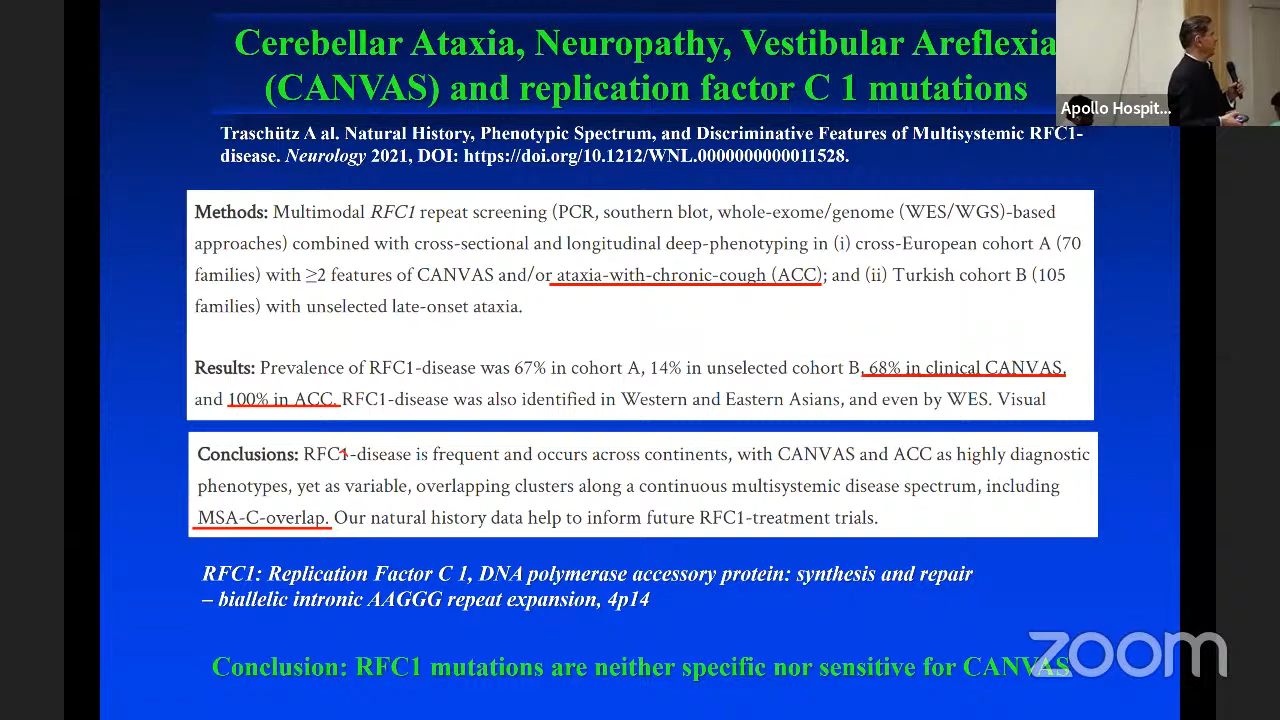 Cerebellar Ataxia, Neuropathy, Vestibular Areflexia
(CANVAS) and replication factor C 1 mutations
Apollo Hospit...
Traschütz A al. Natural History, Phenotypic Spectrum, and Discriminative Features of Multisystemic RFC1-
disease. Neurology 2021, DOI: https://doi.org/10.1212/WNL.0000000000011528.
Methods: Multimodal RFC1 repeat screening (PCR, southern blot, whole-exome/genome (WES/WGS)-based
approaches) combined with cross-sectional and longitudinal deep-phenotyping in (i) cross-European cohort A (70
families) with ≥2 features of CANVAS and/or ataxia-with-chronic-cough (ACC); and (ii) Turkish cohort B (105
families) with unselected late-onset ataxia.
Results: Prevalence of RFC1-disease was 67% in cohort A, 14% in unselected cohort B, 68% in clinical CANVAS,
and 100% in ACC. RFC1-disease was also identified in Western and Eastern Asians, and even by WES. Visual
Conclusions: RFC1-disease is frequent and occurs across continents, with CANVAS and ACC as highly diagnostic
phenotypes, yet as variable, overlapping clusters along a continuous multisystemic disease spectrum, including
MSA-C-overlap. Our natural history data help to inform future RFC1-treatment trials.
RFC1: Replication Factor C 1, DNA polymerase accessory protein: synthesis and repair
– biallelic intronic AAGGG repeat expansion, 4p14
Conclusion: RFC1 mutations are neither specific nor sensitive for CANVAS
zoom